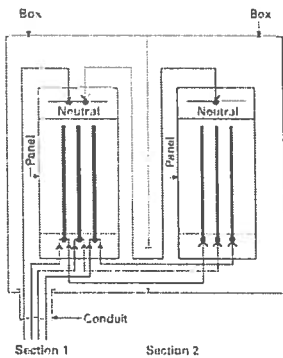 Box Box
Neutral Neutral
Panel Panel
Conduit
Section 1 Section 2